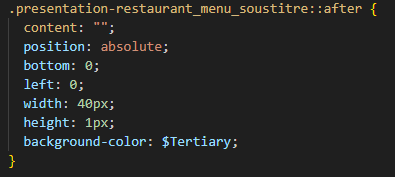 .presentation-restaurant_menu_soustitre::after {
content: "";
position: absolute;
bottom: 0;
left: 0;
width: 40px;
height: 1px;
background-color: $Tertiary;
}